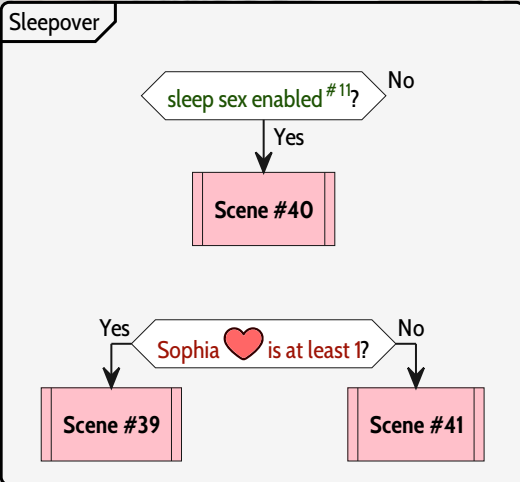 Sleepover
No
sleep sex enabled #11?
Yes
Scene #40
Yes
No
Sophia is at least 1?
Scene #39
Scene #41